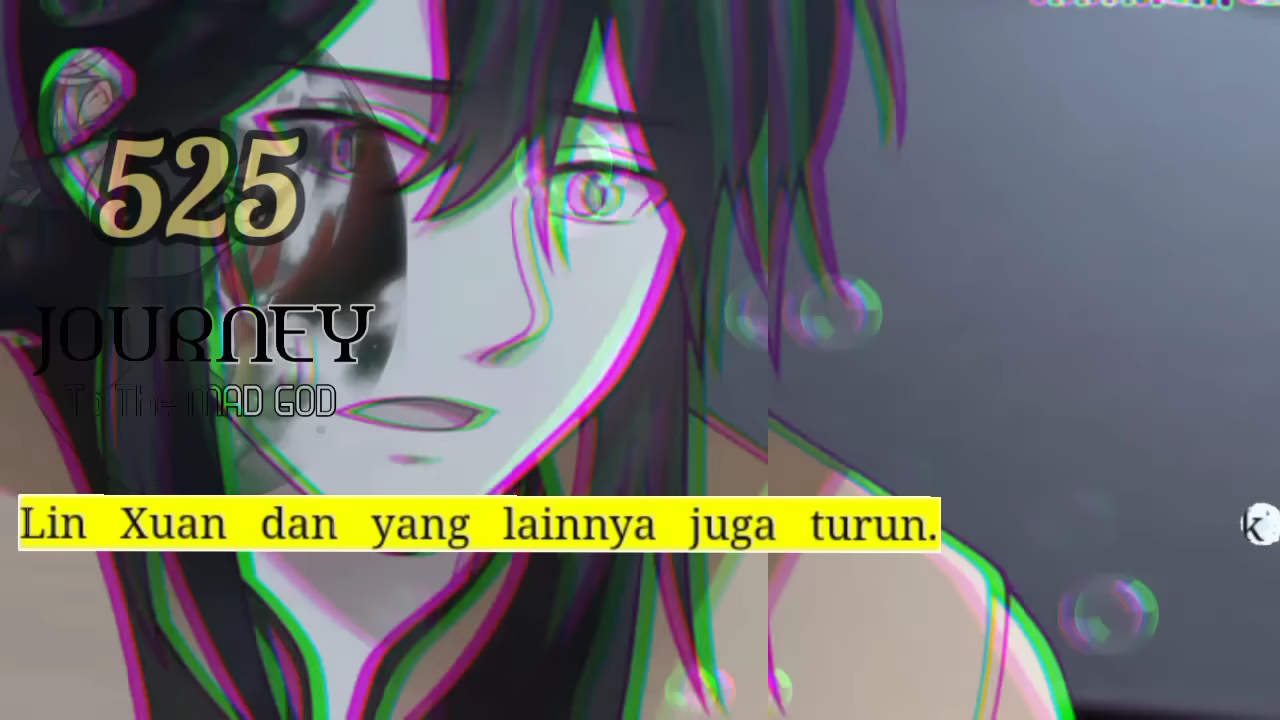 525
JOURNEY
To The MAD GOD
Lin Xuan dan yang lainnya juga turun.
k